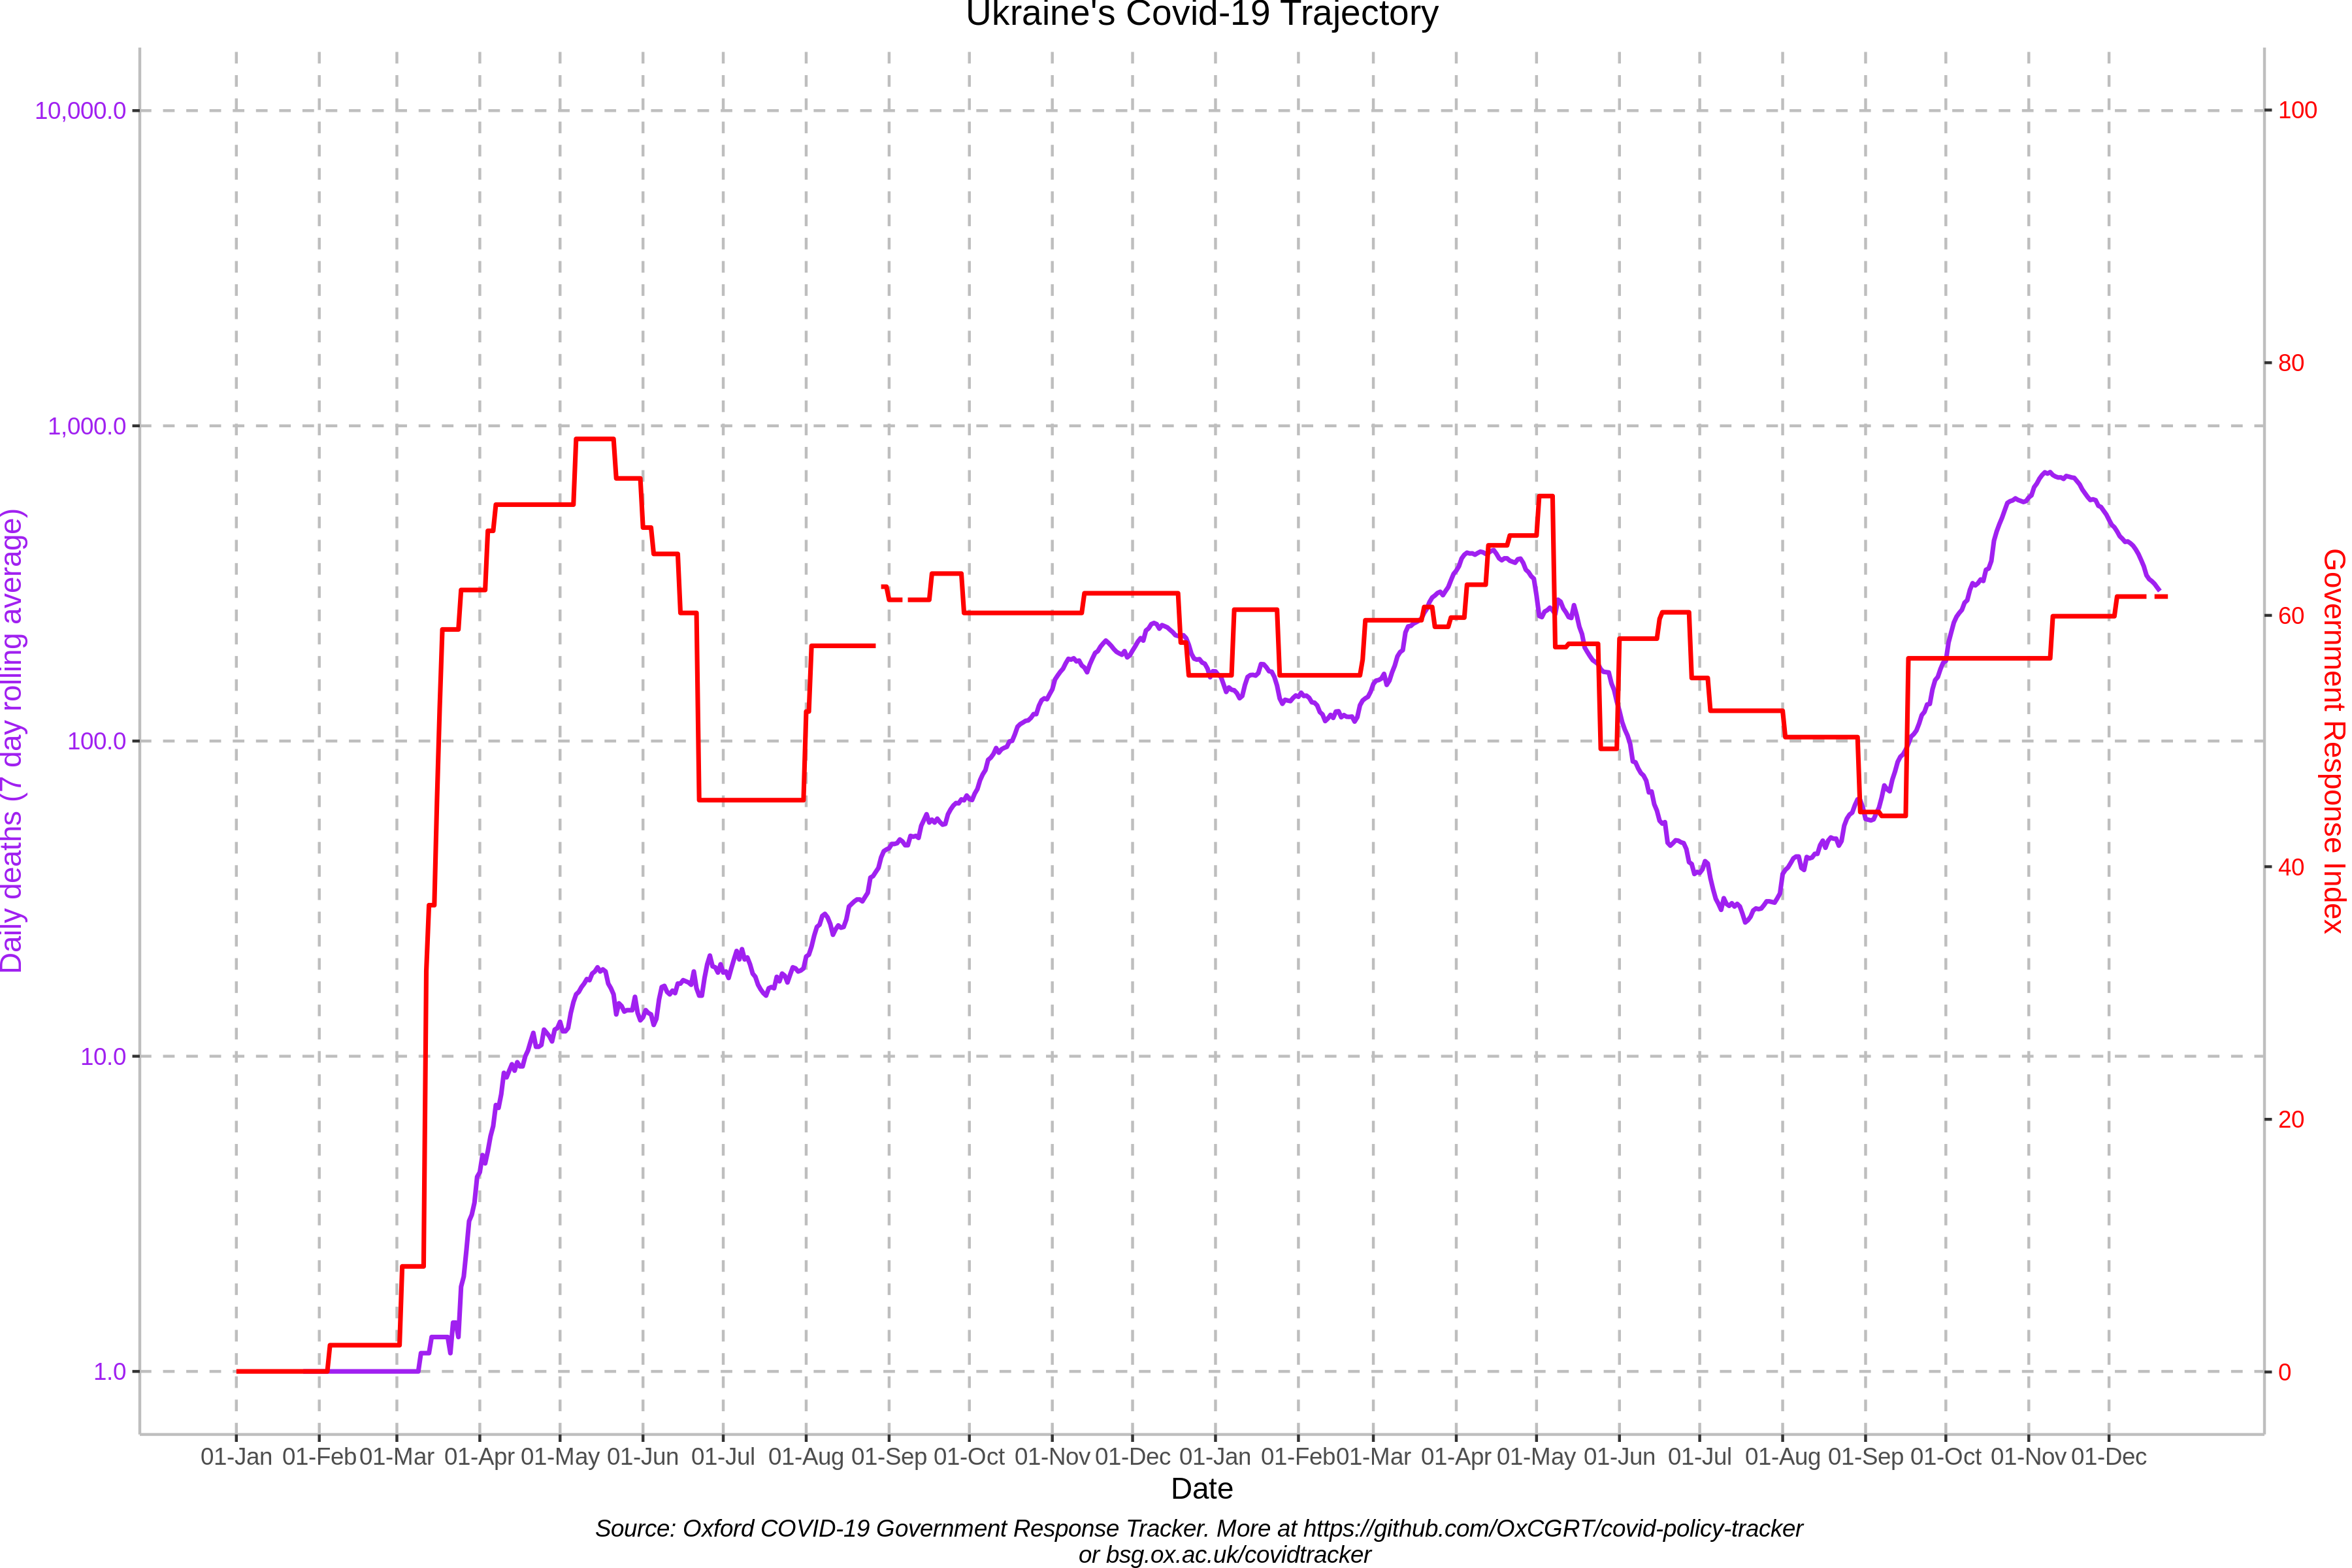 Ukraine's Covid-19 Trajectory
Daily deaths (7 day rolling average)
10,000.0
1,000.0
100.0
10.0
1.0
100
80
60
40
20
0
Government Response Index
01-Jan 01-Feb 01-Mar 01-Apr 01-May 01-Jun 01-Jul 01-Aug 01-Sep 01-Oct 01-Nov 01-Dec 01-Jan 01-Feb 01-Mar 01-Apr 01-May 01-Jun 01-Jul 01-Aug 01-Sep 01-Oct 01-Nov 01-Dec
Date
Source: Oxford COVID-19 Government Response Tracker. More at https://github.com/OxCGRT/covid-policy-tracker
or bsg.ox.ac.uk/covidtracker